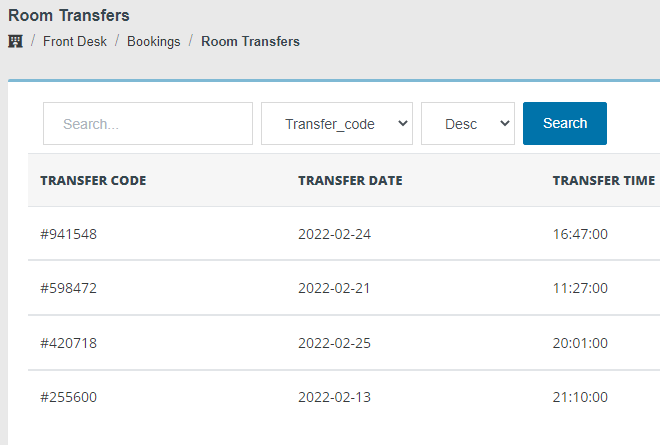 Room Transfers
/ Front Desk / Bookings / Room Transfers
Search... Transfer_code Desc Search
TRANSFER CODE TRANSFER DATE TRANSFER TIME
#941548 2022-02-24 16:47:00
#598472 2022-02-21 11:27:00
#420718 2022-02-25 20:01:00
#255600 2022-02-13 21:10:00